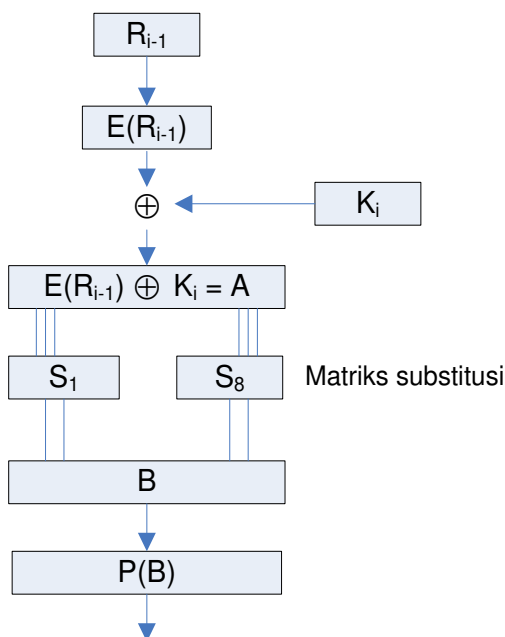 R_{i-1}
E(R_{i-1})
⊕
K_i
E(R_{i-1}) ⊕ K_i = A
S_1
S_8
Matriks substitusi
B
P(B)